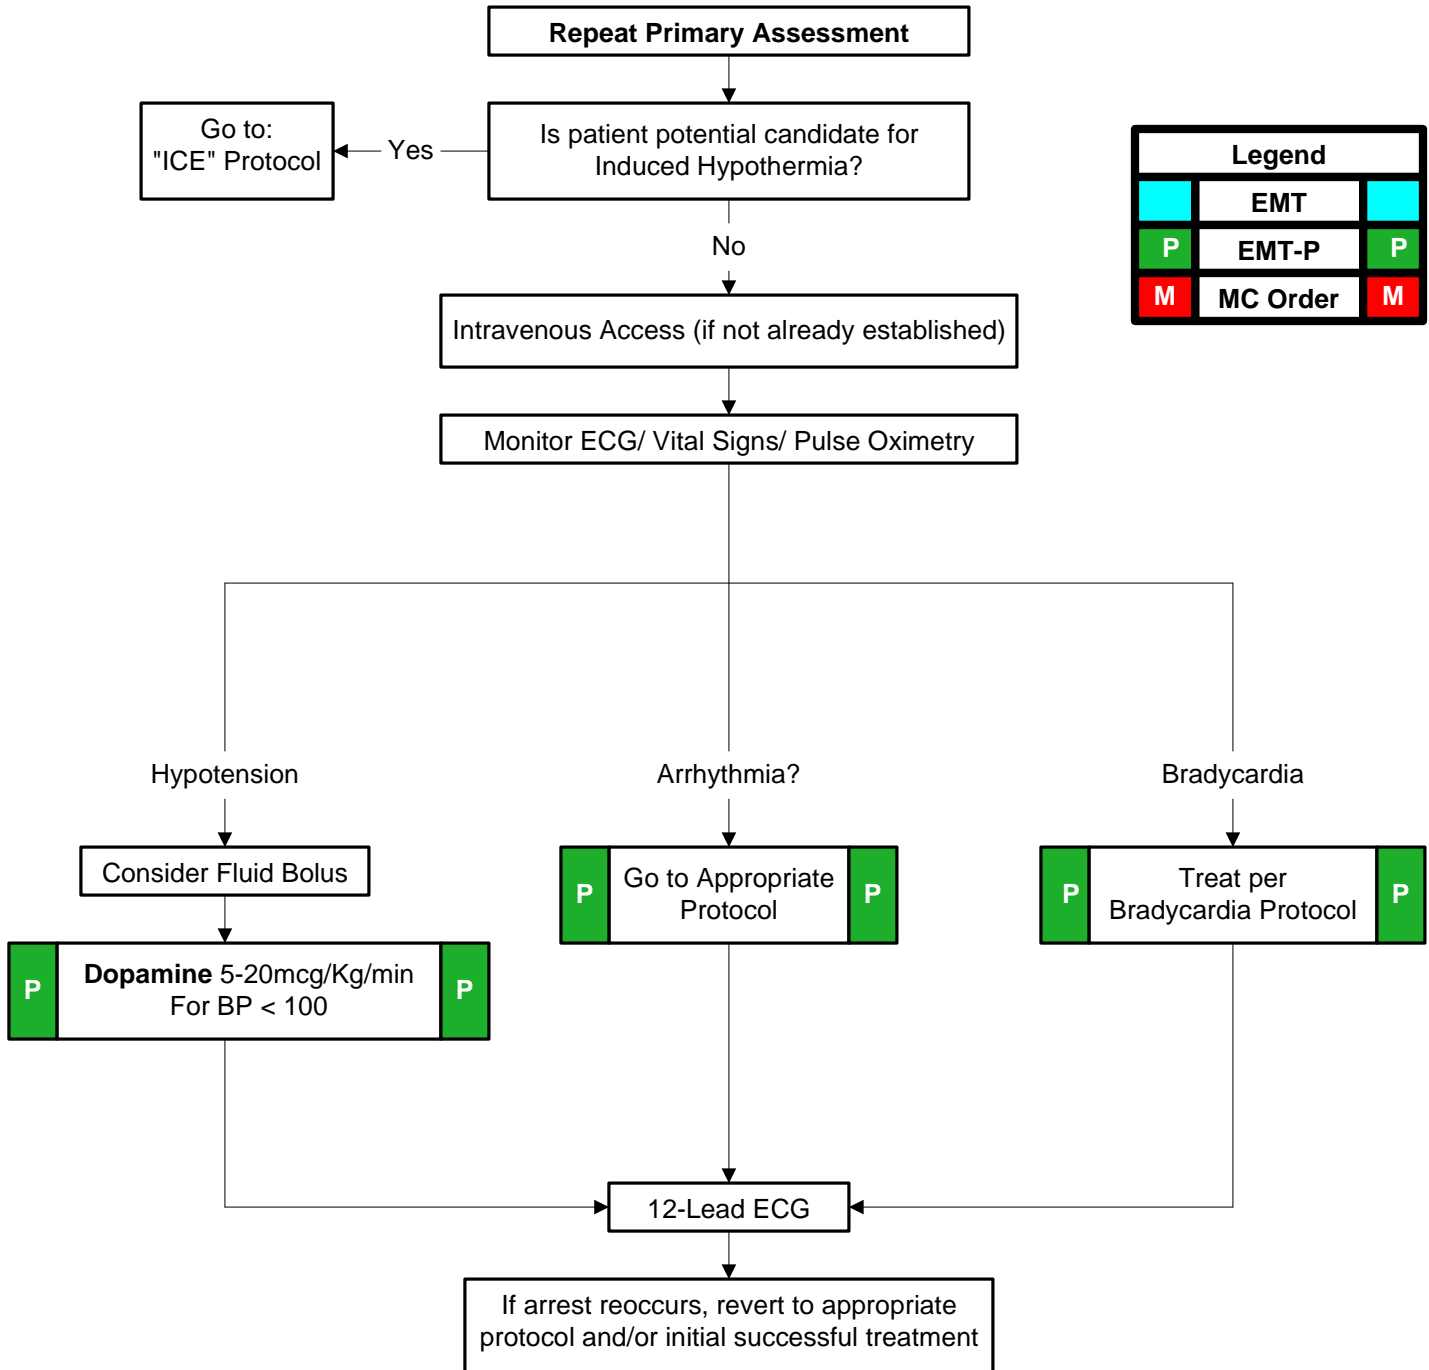 Repeat Primary Assessment
Go to:
"ICE" Protocol
Yes
Is patient potential candidate for
Induced Hypothermia?
Legend
EMT
P EMT-P P
M MC Order M
No
Intravenous Access (if not already established)
Monitor ECG/ Vital Signs/ Pulse Oximetry
Hypotension
Arrhythmia?
Bradycardia
Consider Fluid Bolus
P Go to Appropriate P
Protocol
P Treat per P
Bradycardia Protocol
P Dopamine 5-20mcg/Kg/min P
For BP < 100
12-Lead ECG
If arrest reoccurs, revert to appropriate
protocol and/or initial successful treatment